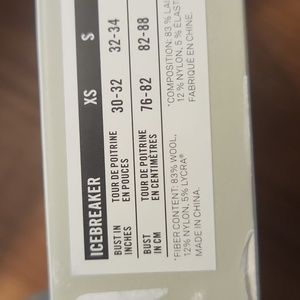 ICEBREAKER XS S
BUST IN TOUR DE POITRINE 30-32 32-34
INCHES EN POUCES
BUST TOUR DE POITRINE 76-82 82-88
IN CM EN CENTIMÈTRES
*FIBER CONTENT: 83% WOOL, *COMPOSITION: 83 %
12% NYLON, 5% LYCRA® 12 % NYLON, 5 %
MADE IN CHINA. FABRIQUÉ EN CHINE.